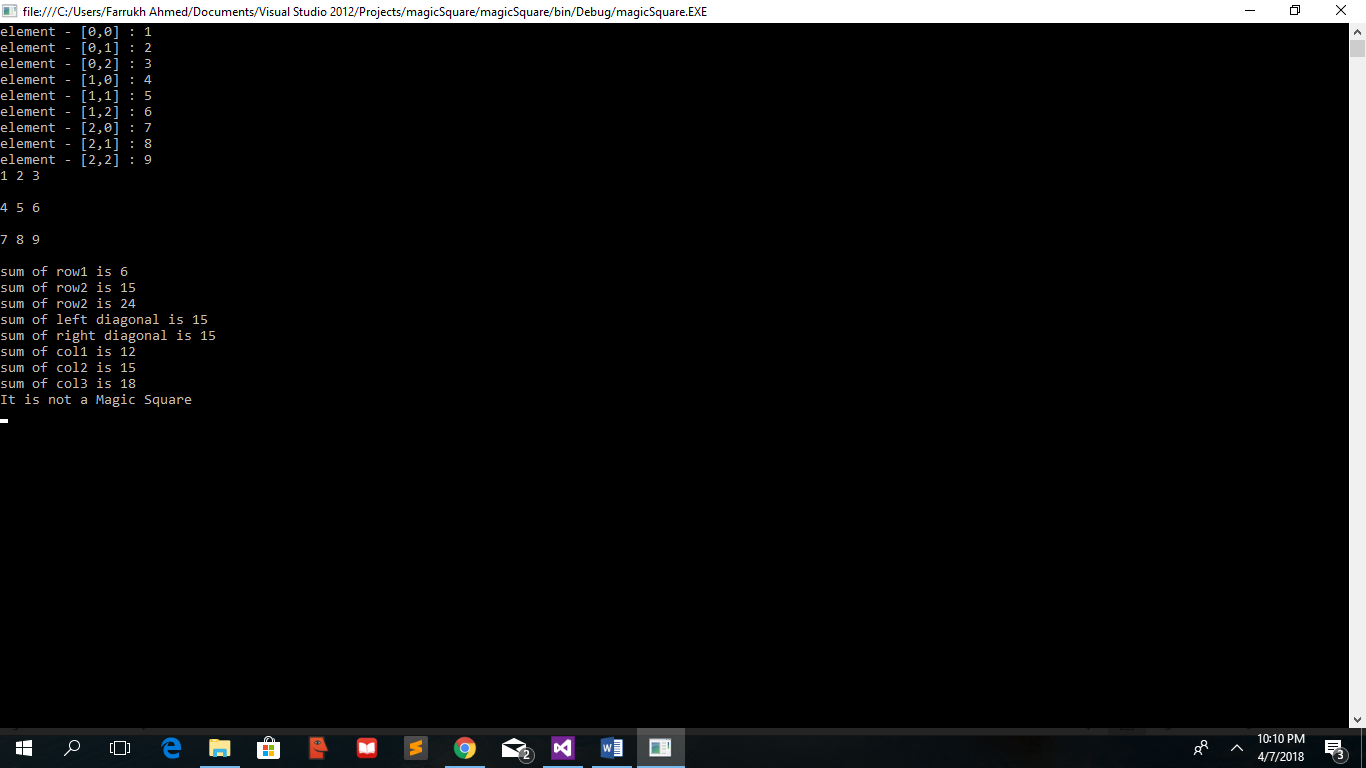 file:///C:/Users/Farrukh Ahmed/Documents/Visual Studio 2012/Projects/magicSquare/magicSquare/bin/Debug/magicSquare.EXE
element - [0,0] : 1
element - [0,1] : 2
element - [0,2] : 3
element - [1,0] : 4
element - [1,1] : 5
element - [1,2] : 6
element - [2,0] : 7
element - [2,1] : 8
element - [2,2] : 9
1 2 3
4 5 6
7 8 9
sum of row1 is 6
sum of row2 is 15
sum of row2 is 24
sum of left diagonal is 15
sum of right diagonal is 15
sum of col1 is 12
sum of col2 is 15
sum of col3 is 18
It is not a Magic Square
2
10:10 PM
4/7/2018
3